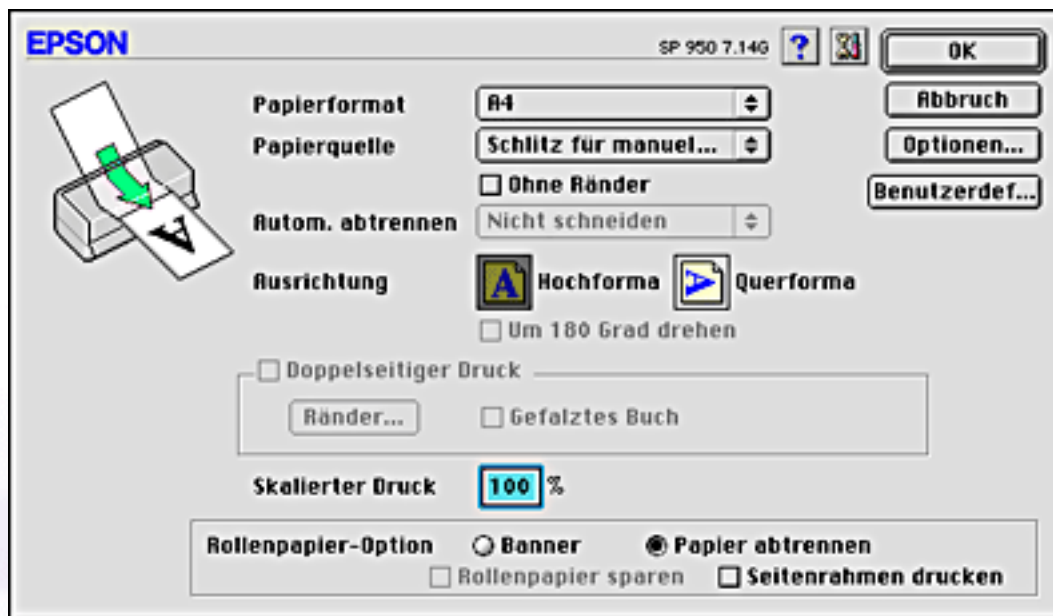 EPSON SP 950 7.14G ? OK
Papierformat A4 Abbruch
Papierquelle Schlitz für manuel... Optionen...
Ohne Ränder Benutzerdef...
Autom. abtrennen Nicht schneiden
Ausrichtung A Hochforma A Querforma
Um 180 Grad drehen
Doppelseitiger Druck
Ränder... Gefalztes Buch
Skalierter Druck 100 %
Rollenpapier-Option Banner Papier abtrennen
Rollenpapier sparen Seitenrahmen drucken
A